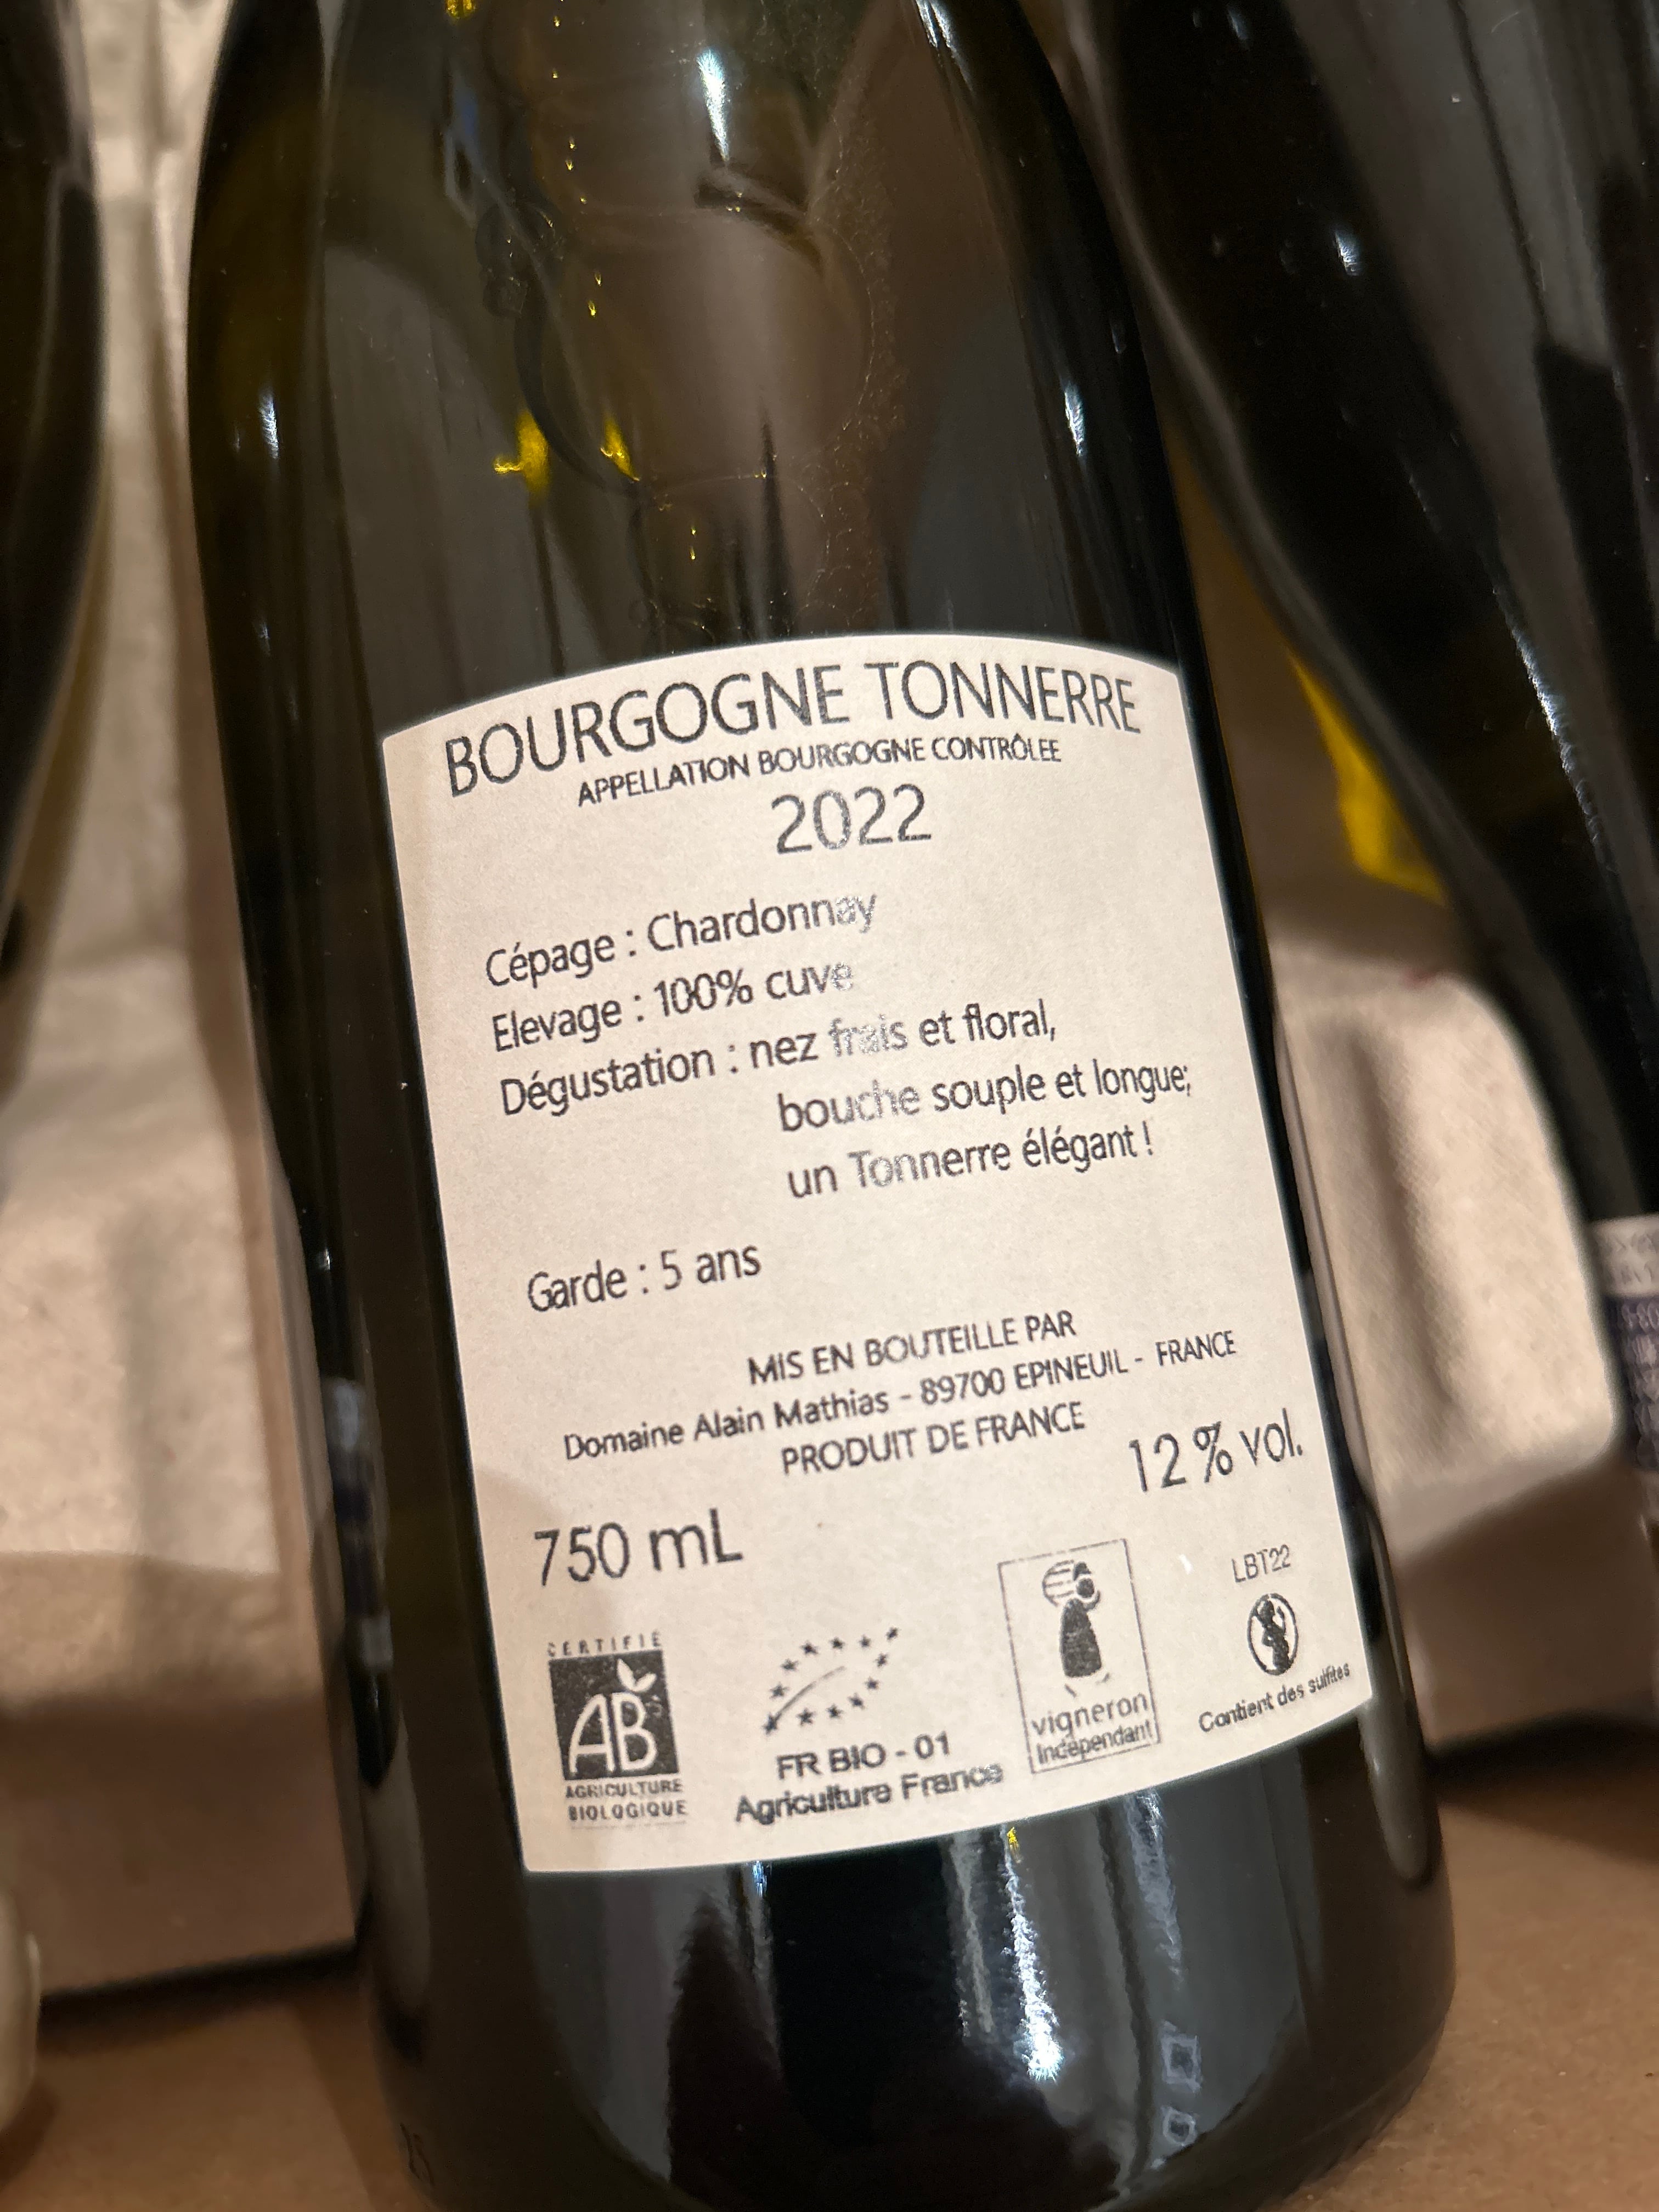 BOURGOGNE TONNERRE
APPELLATION BOURGOGNE CONTRÔLEE
2022
Cépage : Chardonnay
Elevage : 100% cuve
Dégustation : nez frais et floral,
bouche souple et longue;
un Tonnerre élégant !
Garde : 5 ans
MIS EN BOUTEILLE PAR
Domaine Alain Mathias - 89700 EPINEUIL - FRANCE
PRODUIT DE FRANCE
12 % vol.
750 mL
LBT22
CERTIFIÉ
AB
AGRICULTURE
BIOLOGIQUE
FR BIO - 01
Agriculture France
vigneron
indépendant
Contient des sulfites